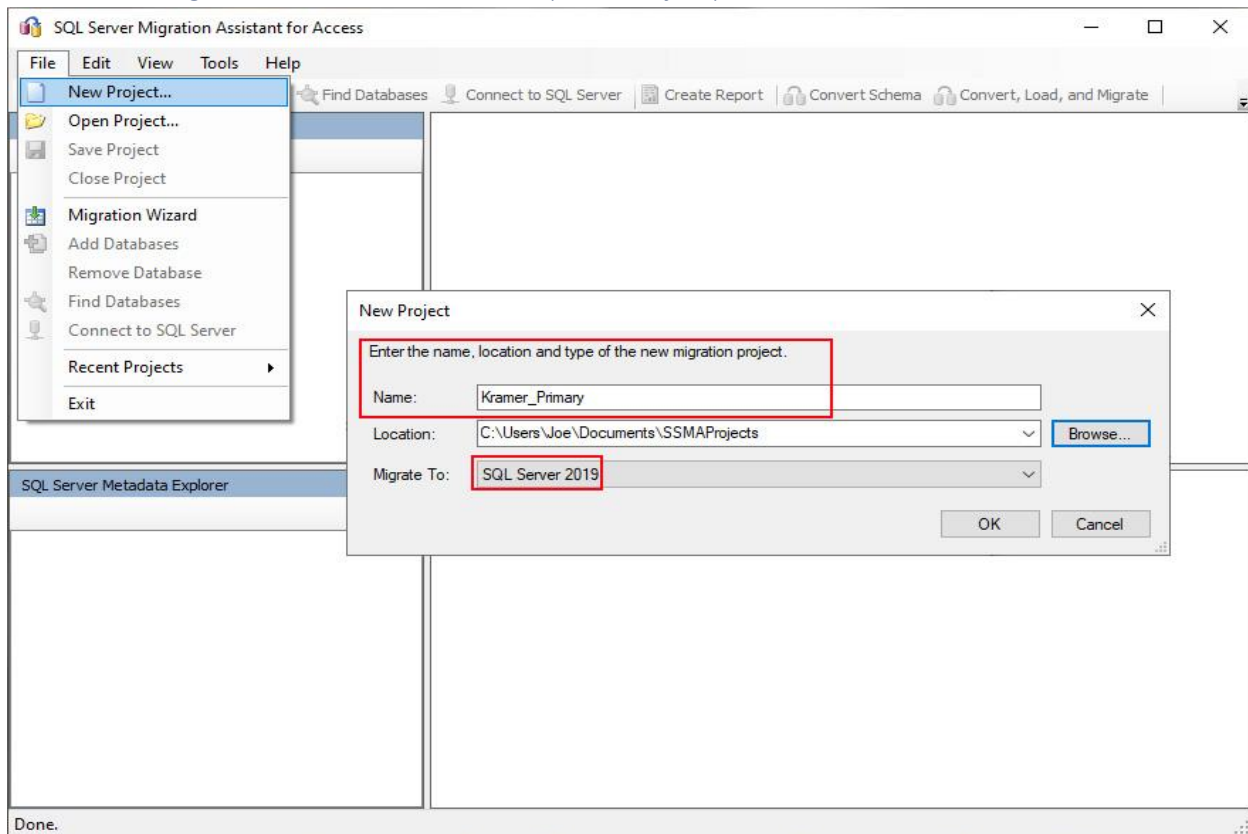 SQL Server Migration Assistant for Access
File Edit View Tools Help
New Project...
Find Databases Connect to SQL Server Create Report Convert Schema Convert, Load, and Migrate
Open Project...
Save Project
Close Project
Migration Wizard
Add Databases
Remove Database
Find Databases
Connect to SQL Server
Recent Projects
Exit
New Project
Enter the name, location and type of the new migration project.
Name: Kramer_Primary
Location: C:\Users\Joe\Documents\SSMAProjects Browse...
Migrate To: SQL Server 2019
OK Cancel
SQL Server Metadata Explorer
Done.